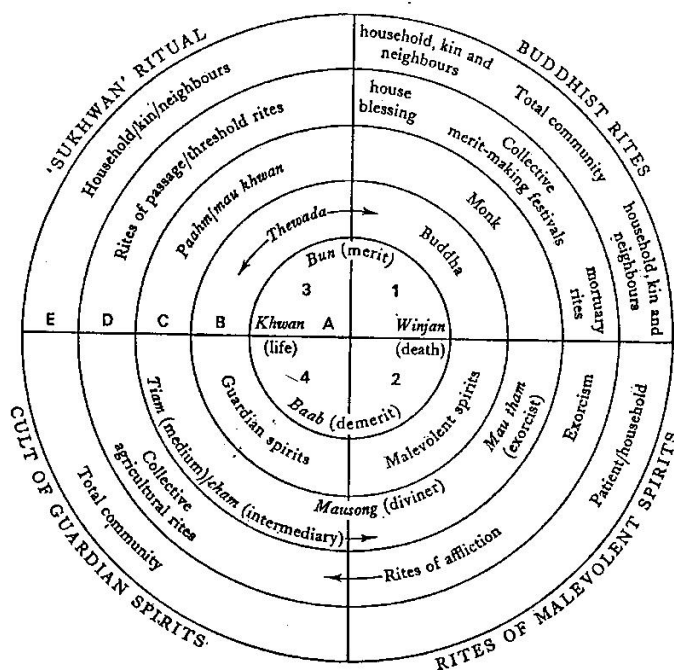 'SUKHWAN' RITUAL
BUDDHIST RITES
Household/kin/neighbours
household, kin and
neighbours
Total community
household, kin and
neighbours
Rites of passage/threshold rites
house
blessing
Collective
merit-making festivals
mortuary
rites
Paahm/mau khwan
Monk
Thewada
Buddha
Bun (merit)
3
1
E
D
C
B
Khwan
A
Winjan
(life)
(death)
4
2
Baab (demerit)
Guardian spirits
Malevolent spirits
Tiam (medium)/cham (intermediary)
Mausong (diviner)
Mau tham
(exorcist)
Collective
agricultural rites
Rites of affliction
Exorcism
Total community
Patient/household
CULT OF GUARDIAN SPIRITS
RITES OF MALEVOLENT SPIRITS